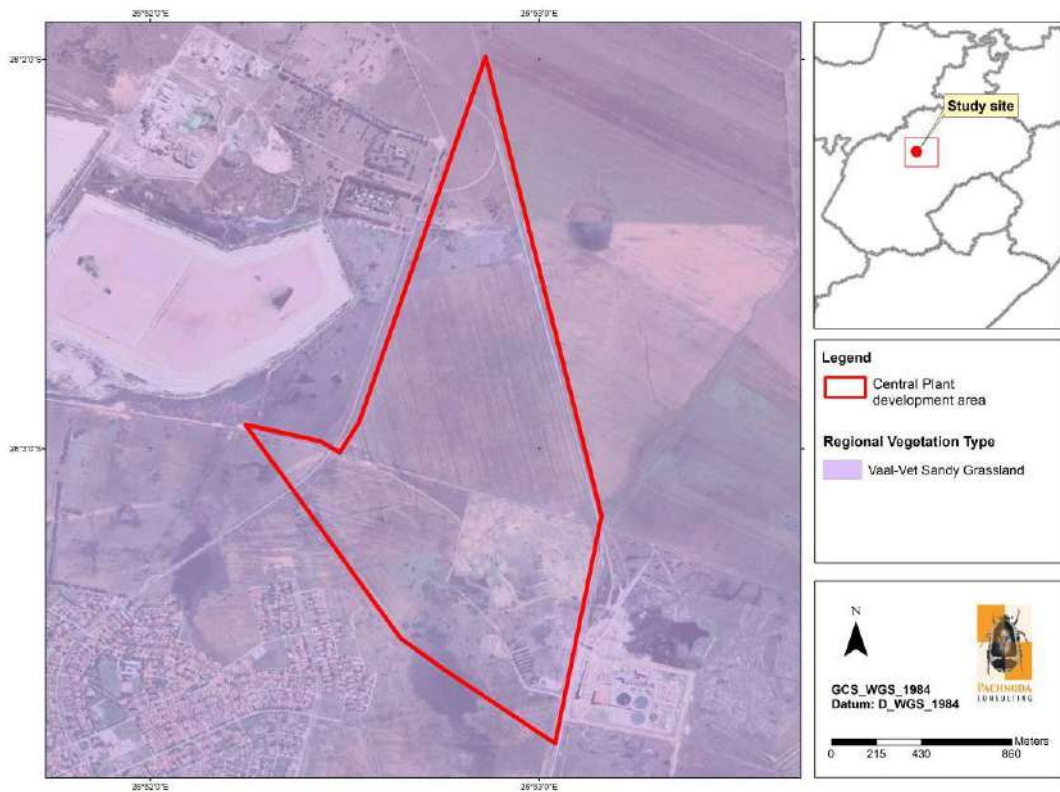 26°52'0"E
26°53'0"E
28°2'0"S
28°3'0"S
26°52'0"E
26°53'0"E
Study site
Legend
Central Plant
development area
Regional Vegetation Type
Vaal-Vet Sandy Grassland
N
GCS_WGS_1984
Datum: D_WGS_1984
PACHNODA
CONSULTING
Meters
0 215 430 860